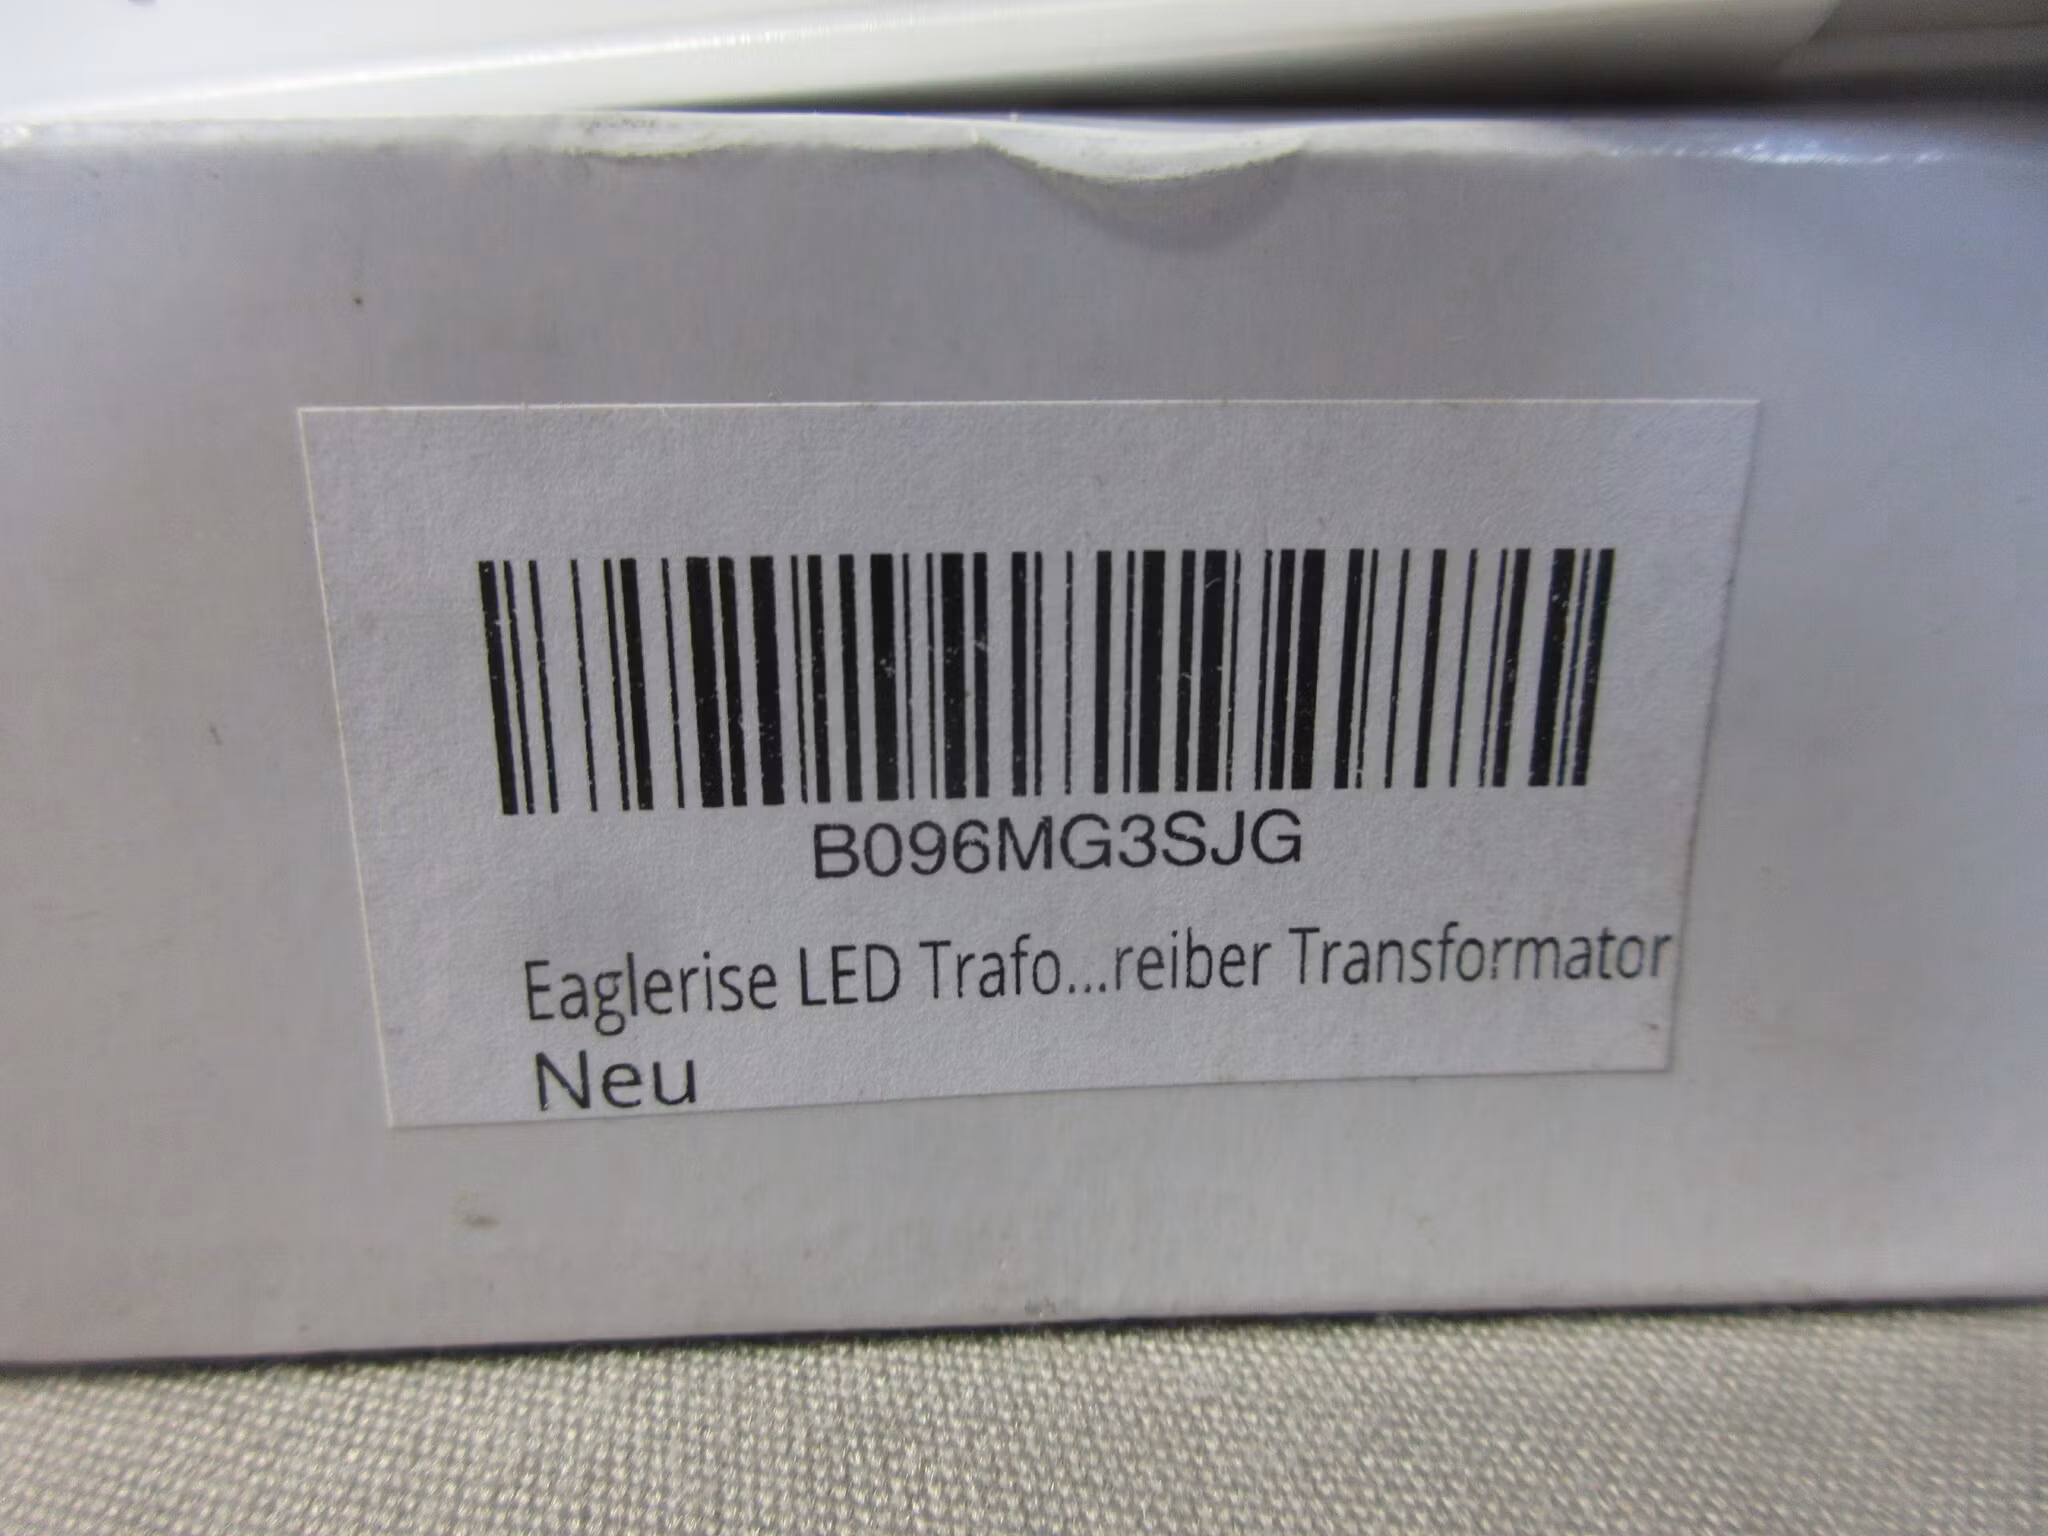 B096MG3SJG
Eaglerise LED Trafo...reiber Transformator
Neu